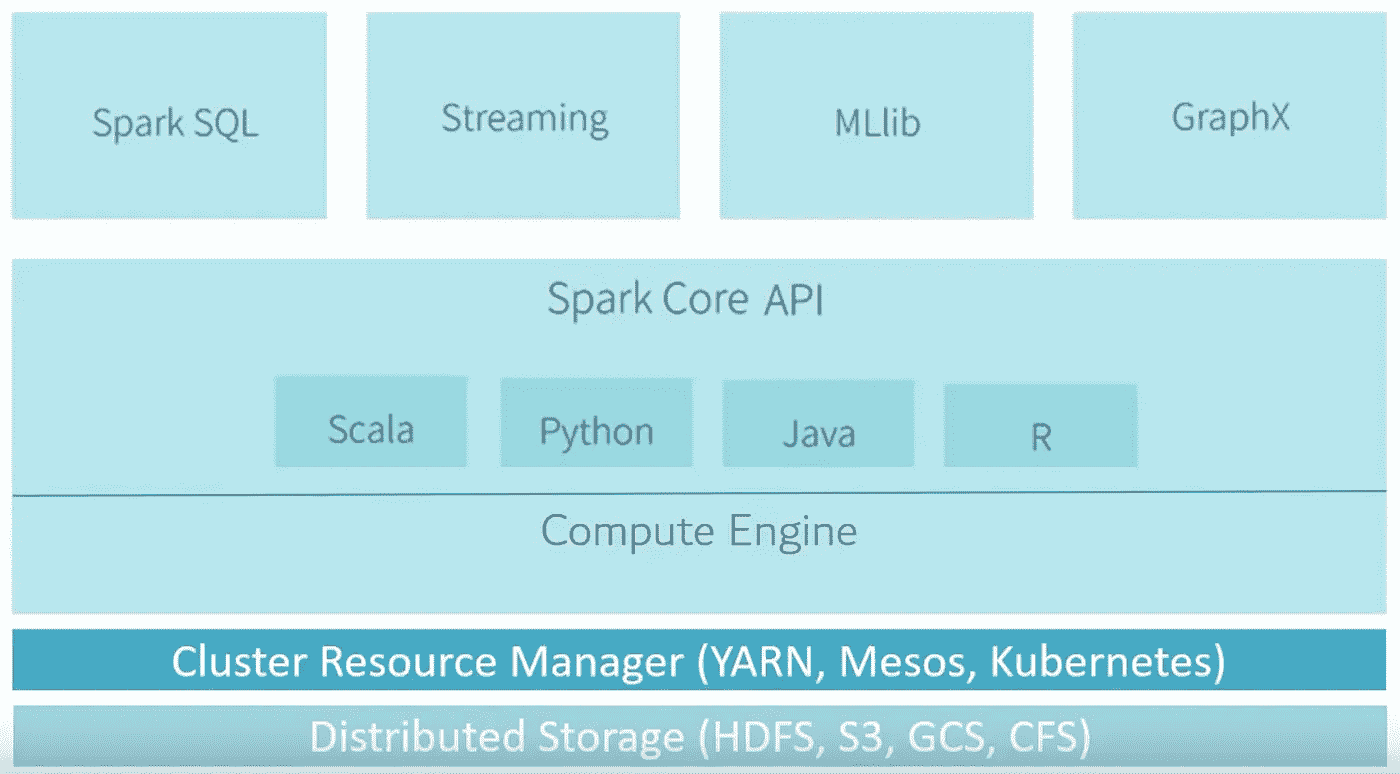 Spark SQL
Streaming
MLlib
GraphX
Spark Core API
Scala
Python
Java
R
Compute Engine
Cluster Resource Manager (YARN, Mesos, Kubernetes)
Distributed Storage (HDFS, S3, GCS, CFS)